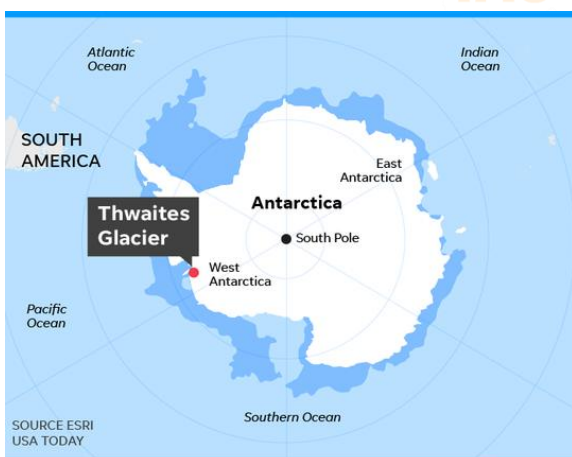 Atlantic
Ocean
Indian
Ocean
SOUTH
AMERICA
East
Antarctica
Antarctica
Thwaites
Glacier
South Pole
West
Antarctica
Pacific
Ocean
Southern Ocean
SOURCE ESRI
USA TODAY